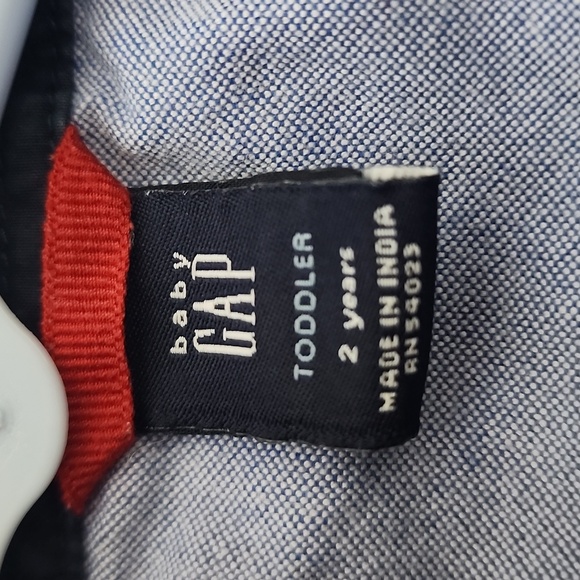 baby
GAP
TODDLER
2 years
MADE IN INDIA
RN54023